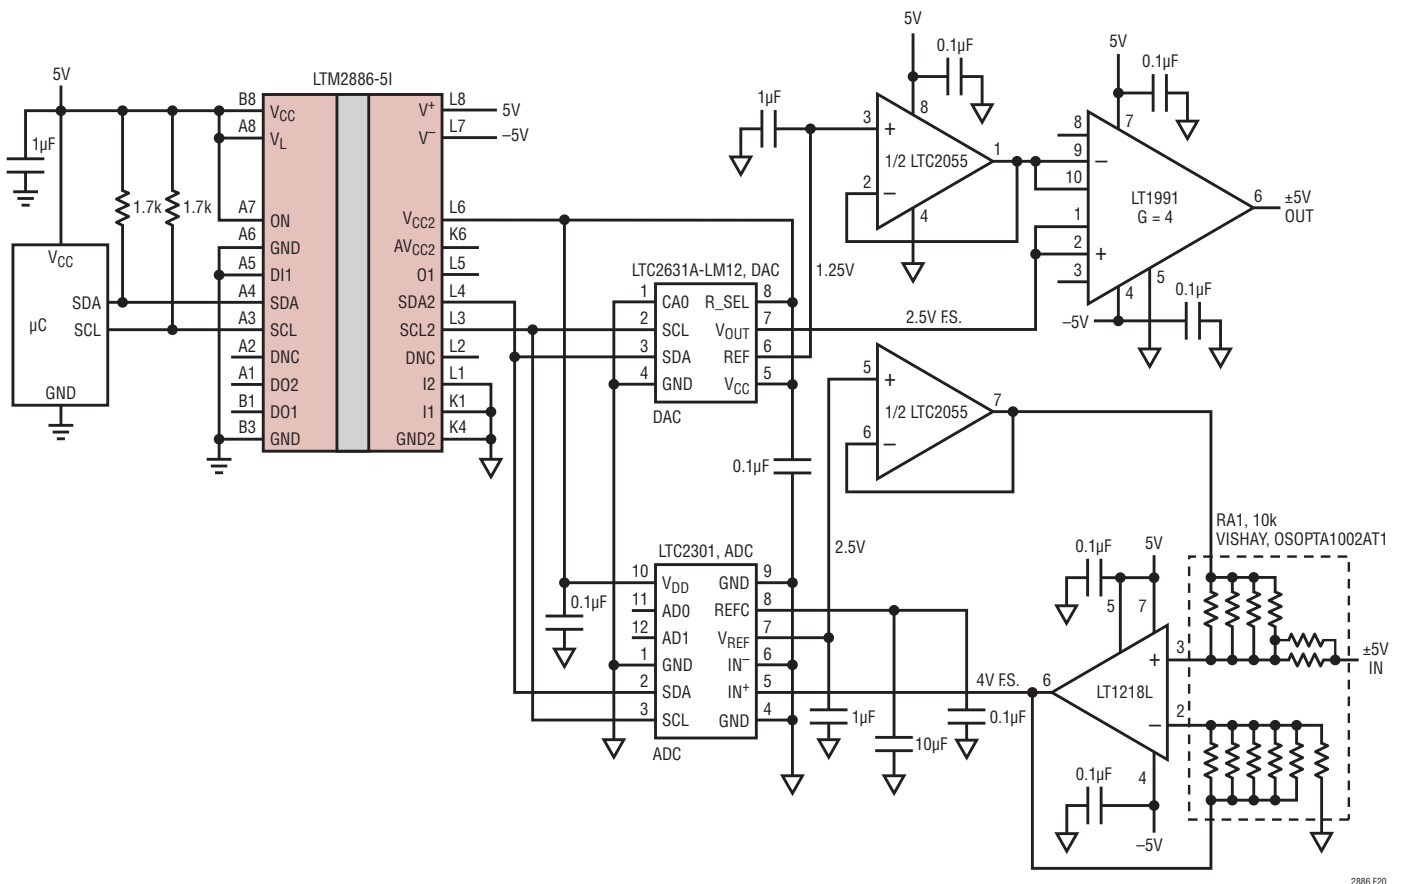 5V
LTM2886-5I
B8
VCC
V+
L8
5V
A8
VL
V–
L7
–5V
1µF
1.7k
1.7k
A7
ON
VCC2
L6
A6
GND
AVCC2
K6
A5
DI1
O1
L5
A4
SDA
SDA2
L4
A3
SCL
SCL2
L3
A2
DNC
DNC
L2
A1
DO2
I2
L1
B1
DO1
I1
K1
B3
GND
GND2
K4
VCC
SDA
µC
SCL
GND
5V
0.1µF
8
1µF
3
+
1/2 LTC2055
1
2
–
4
5V
0.1µF
7
8
9
–
10
LT1991
G = 4
6
±5V
OUT
1
2
+
3
5
4
0.1µF
–5V
1.25V
2.5V F.S.
LTC2631A-LM12, DAC
1
CA0
R_SEL
8
2
SCL
VOUT
7
3
SDA
REF
6
4
GND
VCC
5
DAC
5
+
1/2 LTC2055
7
6
–
0.1µF
2.5V
LTC2301, ADC
10
VDD
GND
9
11
AD0
REFC
8
12
AD1
VREF
7
1
GND
IN–
6
2
SDA
IN+
5
3
SCL
GND
4
ADC
0.1µF
1µF
10µF
0.1µF
4V F.S.
RA1, 10k
VISHAY, OSOPTA1002AT1
0.1µF
5V
5
7
3
+
±5V
IN
6
LT1218L
2
–
0.1µF
4
–5V
2886 F20